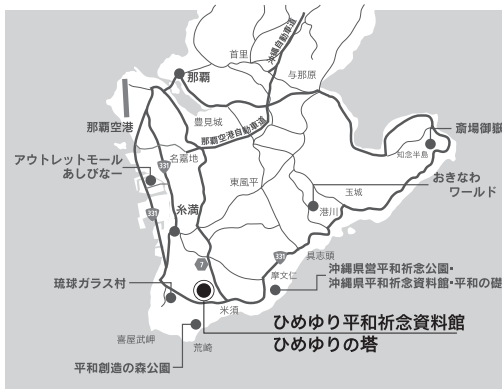 首里
沖縄自動車道
与那原
那覇
豊見城
那覇空港
那覇空港自動車道
斎場御嶽
知念半島
名嘉地
アウトレットモール
あしびなー
331
東風平
玉城
おきなわ
ワールド
331
糸満
港川
7
331
具志頭
摩文仁
沖縄県営平和祈念公園・
沖縄県平和祈念資料館・平和の礎
琉球ガラス村
米須
喜屋武岬
荒崎
ひめゆり平和祈念資料館
ひめゆりの塔
平和創造の森公園